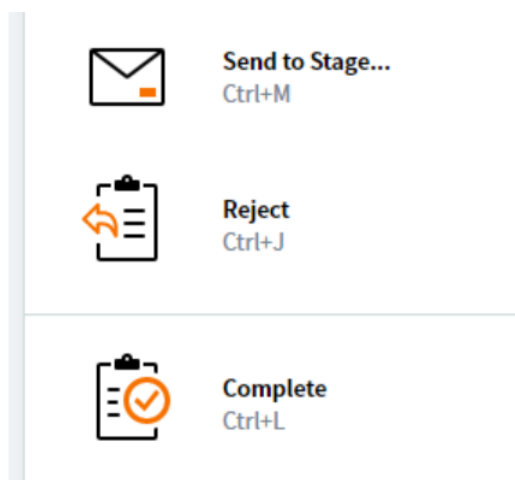 Send to Stage...
Ctrl+M
Reject
Ctrl+J
Complete
Ctrl+L